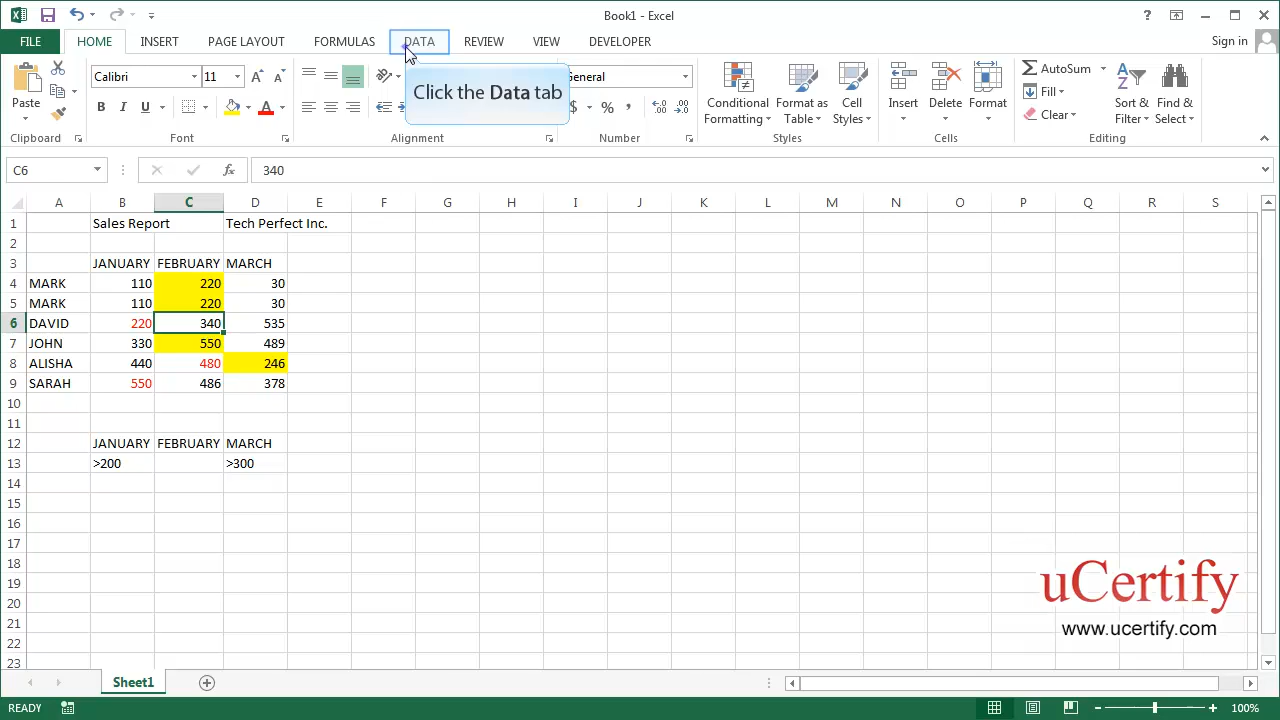 Book1 - Excel
?
FILE HOME INSERT PAGE LAYOUT FORMULAS DATA REVIEW VIEW DEVELOPER Sign in
Click the Data tab
Paste
Calibri 11
B I U A
eneral
$ % ,
Conditional Formatting
Format as Table
Cell Styles
Insert Delete Format
AutoSum
Fill
Clear
Sort & Filter
Find & Select
Clipboard Font Alignment Number Styles Cells Editing
C6 fx 340
A B C D E F G H I J K L M N O P Q R S
1 Sales Report Tech Perfect Inc.
2
3 JANUARY FEBRUARY MARCH
4 MARK 110 220 30
5 MARK 110 220 30
6 DAVID 220 340 535
7 JOHN 330 550 489
8 ALISHA 440 480 246
9 SARAH 550 486 378
10
11
12 JANUARY FEBRUARY MARCH
13 >200 >300
14
15
16
17
18
19
20
21
22
23
uCertify
www.ucertify.com
Sheet1
READY 100%